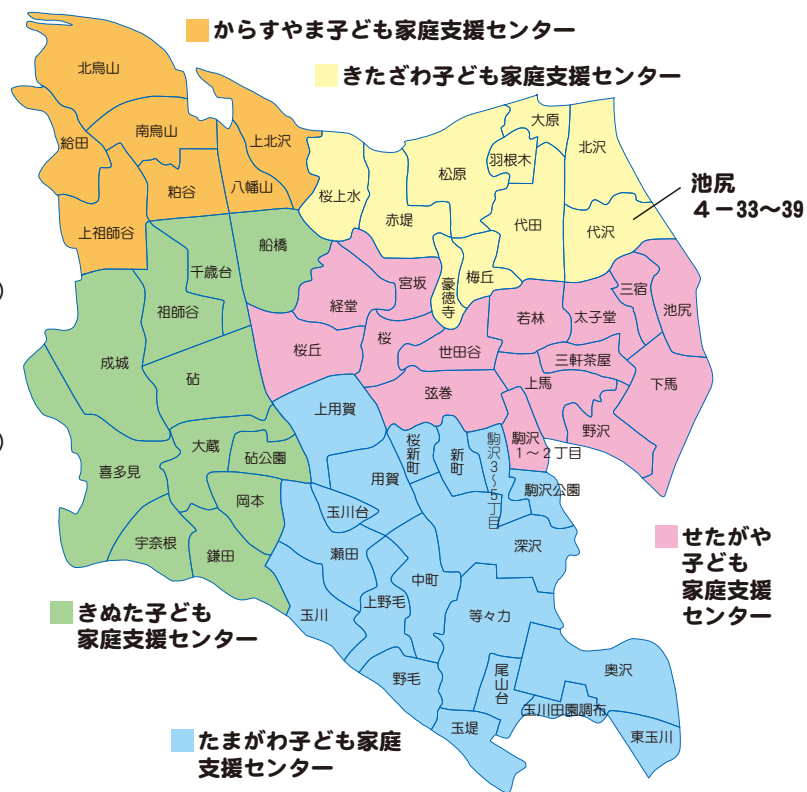 からすやま子ども家庭支援センター
きたざわ子ども家庭支援センター
北烏山
給田
南烏山
上北沢
粕谷
八幡山
上祖師谷
桜上水
赤堤
松原
羽根木
大原
北沢
代田
代沢
梅丘
豪徳寺
池尻
4-33〜39
船橋
千歳台
祖師谷
成城
砧
大蔵
砧公園
喜多見
岡本
宇奈根
鎌田
経堂
宮坂
桜丘
桜
世田谷
弦巻
若林
太子堂
三宿
池尻
三軒茶屋
上馬
下馬
野沢
駒沢
1〜2丁目
上用賀
桜新町
新町
駒沢3〜5丁目
駒沢公園
用賀
玉川台
瀬田
深沢
中町
上野毛
玉川
等々力
野毛
尾山台
奥沢
玉川田園調布
玉堤
東玉川
せたがや
子ども
家庭支援
センター
きぬた子ども
家庭支援センター
たまがわ子ども家庭
支援センター
)
)